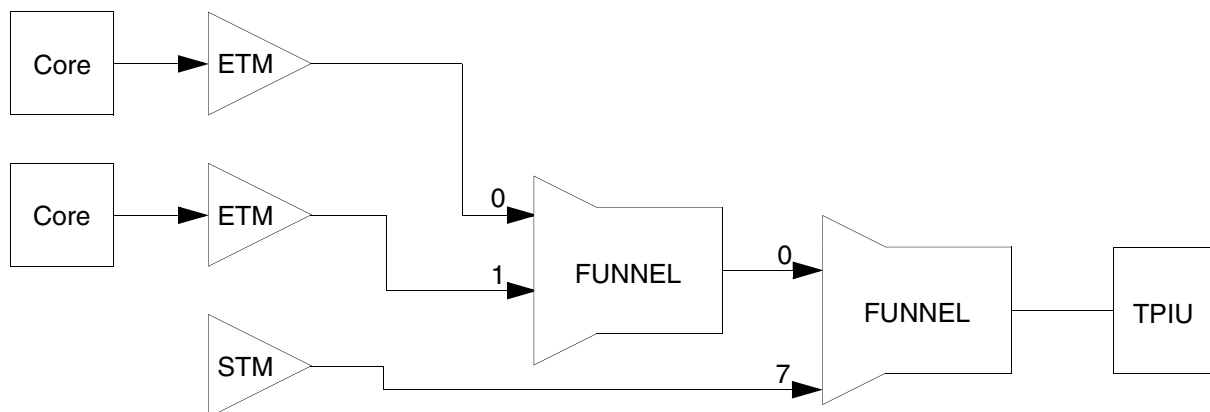 Core
ETM
Core
ETM
0
1
FUNNEL
0
FUNNEL
TPIU
STM
7